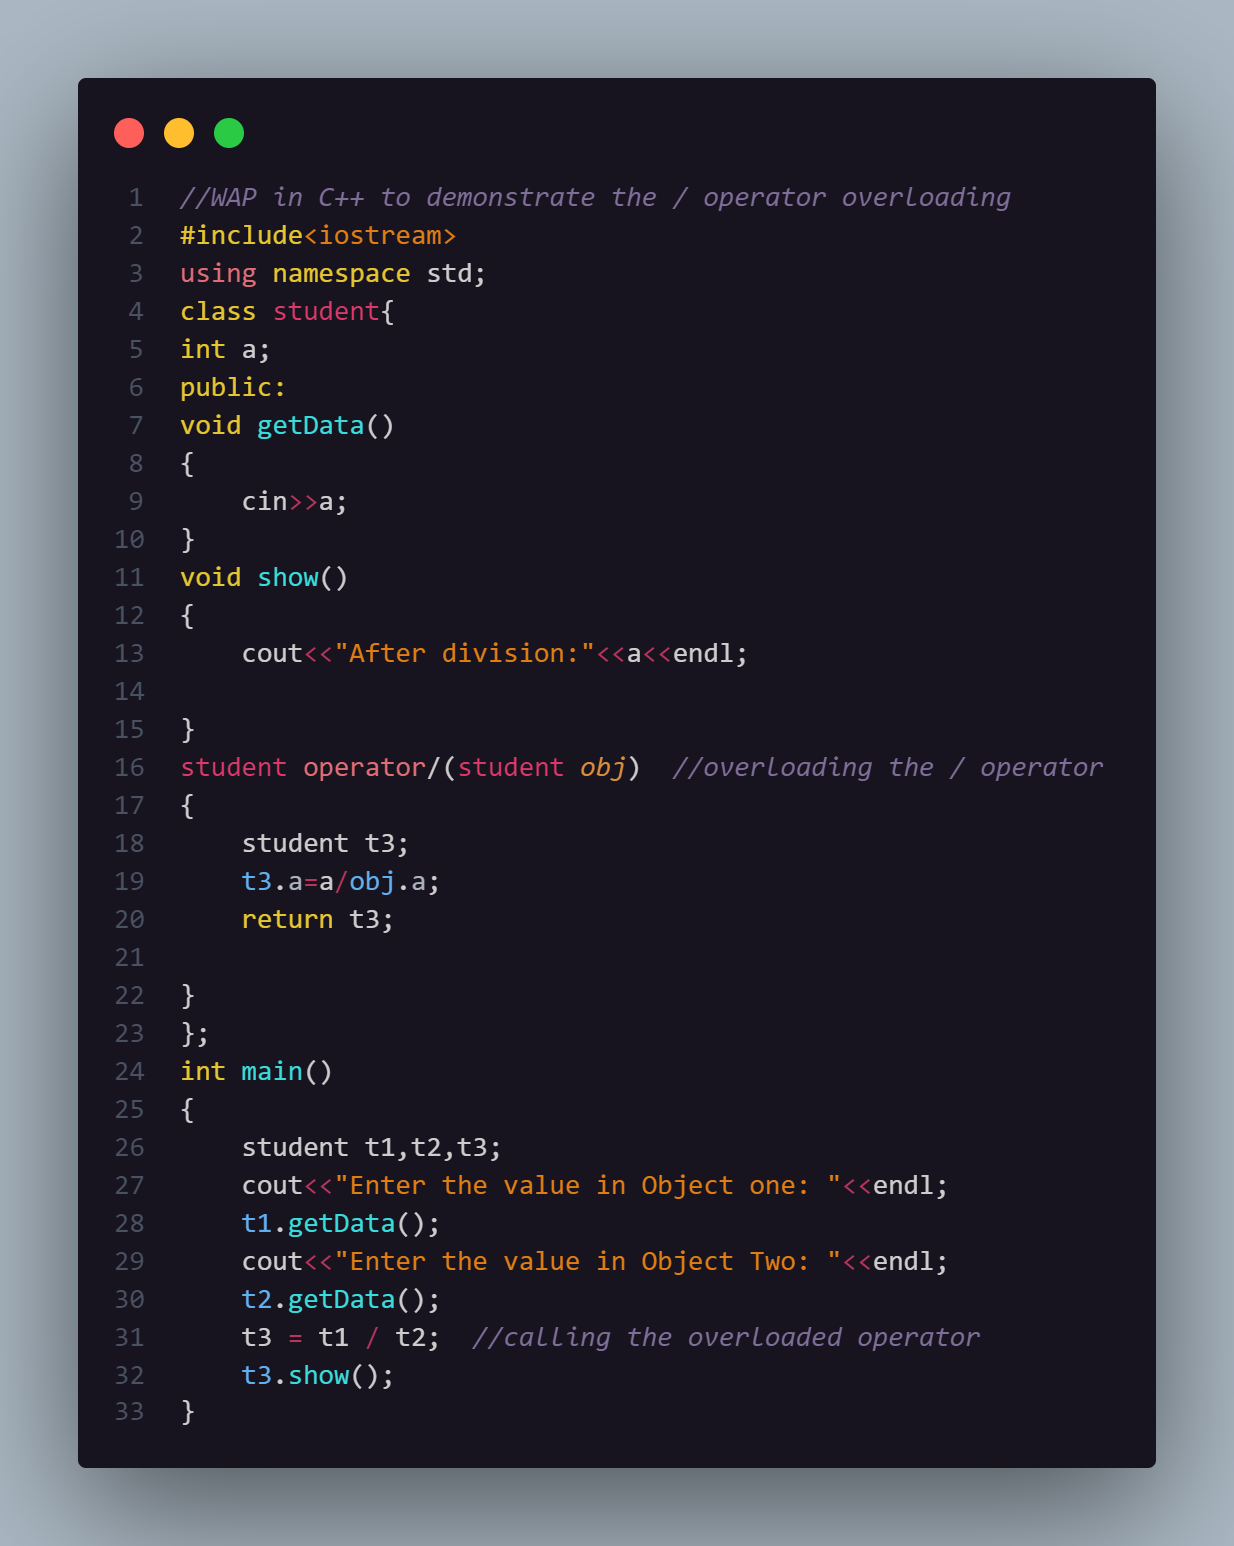 1 //WAP in C++ to demonstrate the / operator overloading
2 #include<iostream>
3 using namespace std;
4 class student{
5 int a;
6 public:
7 void getData()
8 {
9     cin>>a;
10 }
11 void show()
12 {
13     cout<<"After division:"<<a<<endl;
14
15 }
16 student operator/(student obj)  //overloading the / operator
17 {
18     student t3;
19     t3.a=a/obj.a;
20     return t3;
21
22 }
23 };
24 int main()
25 {
26     student t1,t2,t3;
27     cout<<"Enter the value in Object one: "<<endl;
28     t1.getData();
29     cout<<"Enter the value in Object Two: "<<endl;
30     t2.getData();
31     t3 = t1 / t2;  //calling the overloaded operator
32     t3.show();
33 }